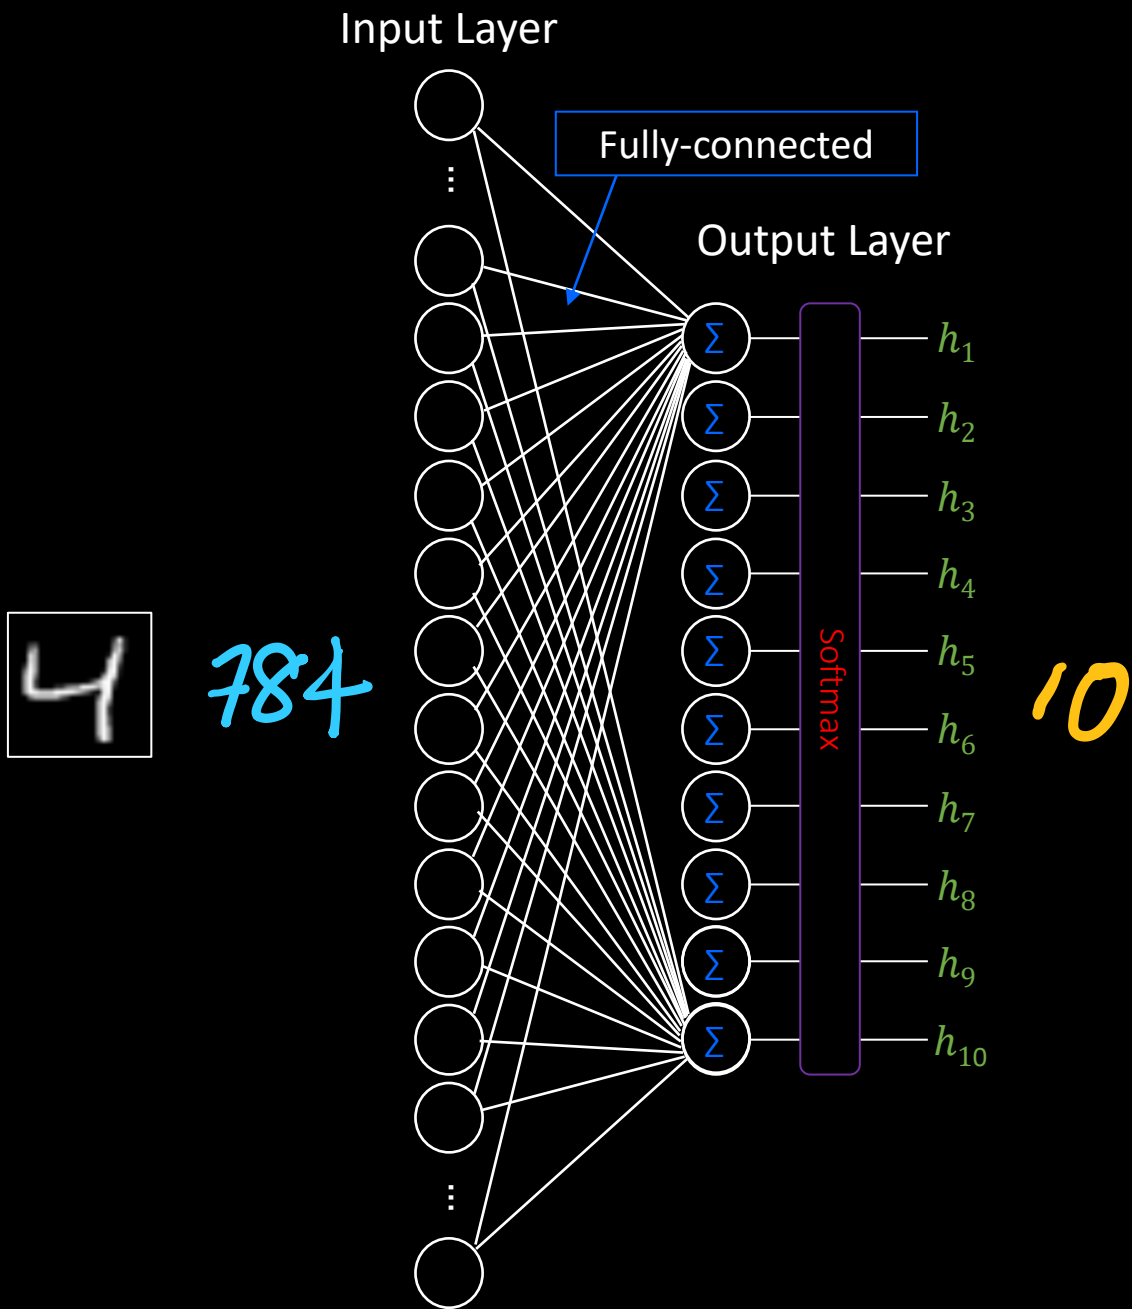 Input Layer
...
Fully-connected
Output Layer
Σ h₁
Σ h₂
Σ h₃
Σ h₄
Σ h₅
Σ h₆
Σ h₇
Σ h₈
Σ h₉
Σ h₁₀
Softmax
4
784
10
...